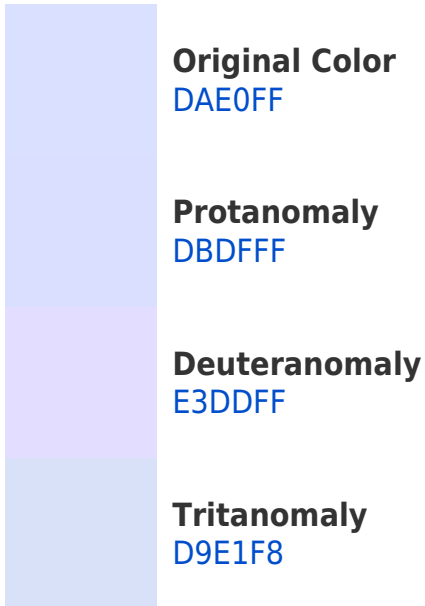 Original Color
DAE0FF
Protanomaly
DBDFFF
Deuteranomaly
E3DDFF
Tritanomaly
D9E1F8